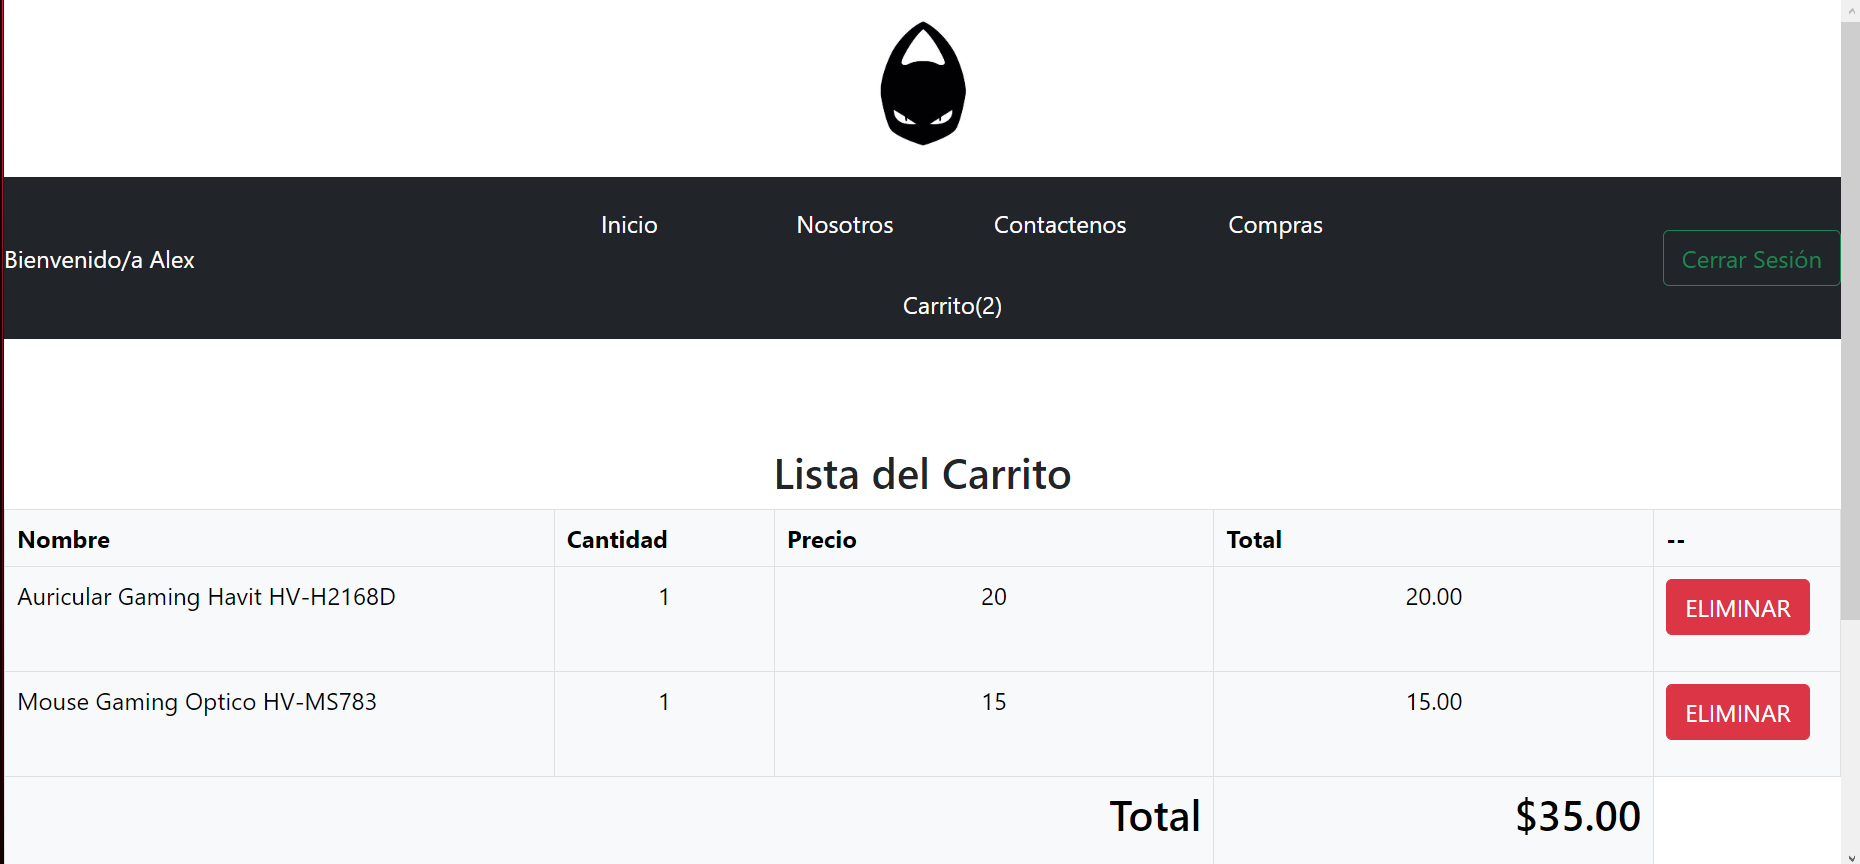 Inicio Nosotros Contactenos Compras
Bienvenido/a Alex
Cerrar Sesión
Carrito(2)
Lista del Carrito
Nombre Cantidad Precio Total --
Auricular Gaming Havit HV-H2168D 1 20 20.00 ELIMINAR
Mouse Gaming Optico HV-MS783 1 15 15.00 ELIMINAR
Total $35.00